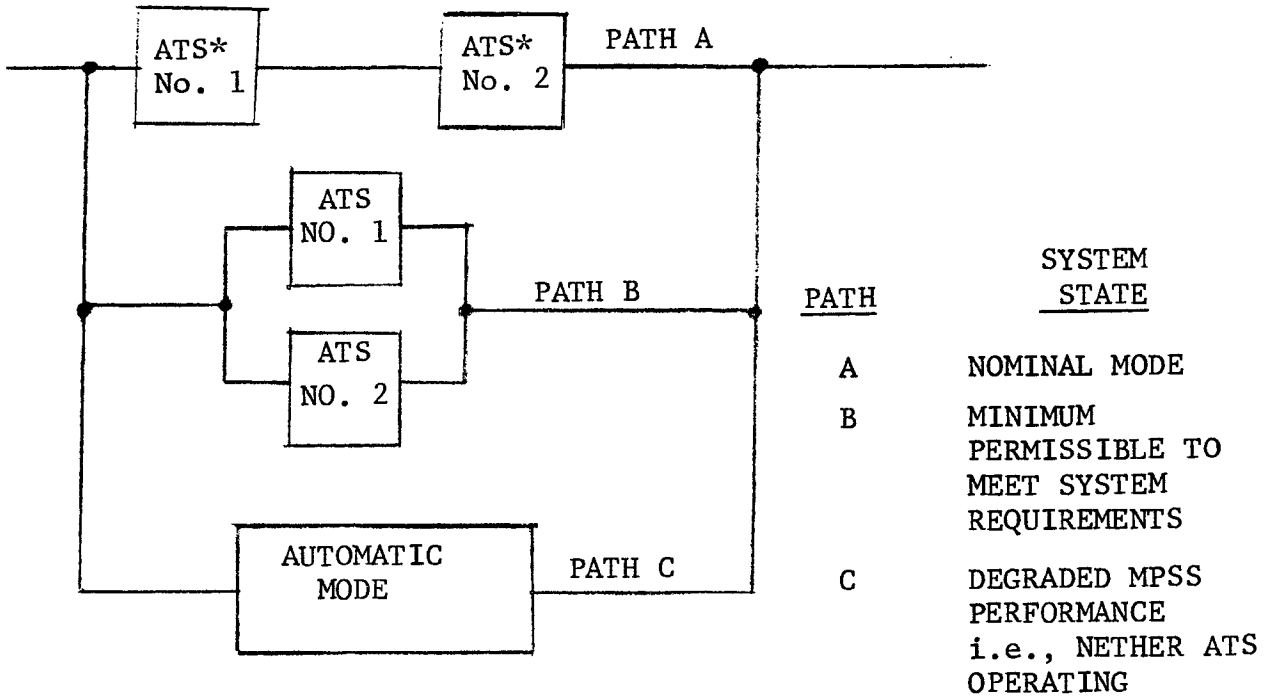 ATS*
No. 1
ATS*
No. 2
PATH A
ATS
NO. 1
PATH B
ATS
NO. 2
AUTOMATIC
MODE
PATH C
PATH
SYSTEM
STATE
A
NOMINAL MODE
B
MINIMUM
PERMISSIBLE TO
MEET SYSTEM
REQUIREMENTS
C
DEGRADED MPSS
PERFORMANCE
i.e., NETHER ATS
OPERATING